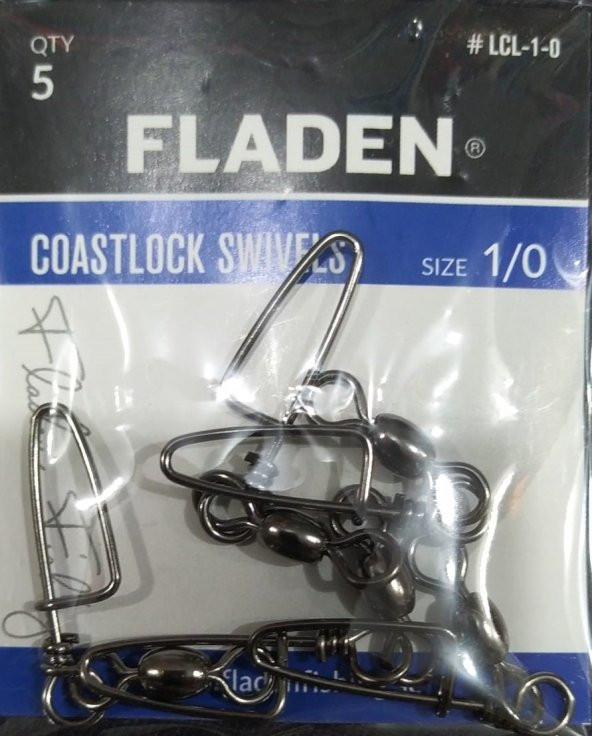 QTY
5
# LCL-1-0
FLADEN®
COASTLOCK SWIVELS
SIZE 1/0